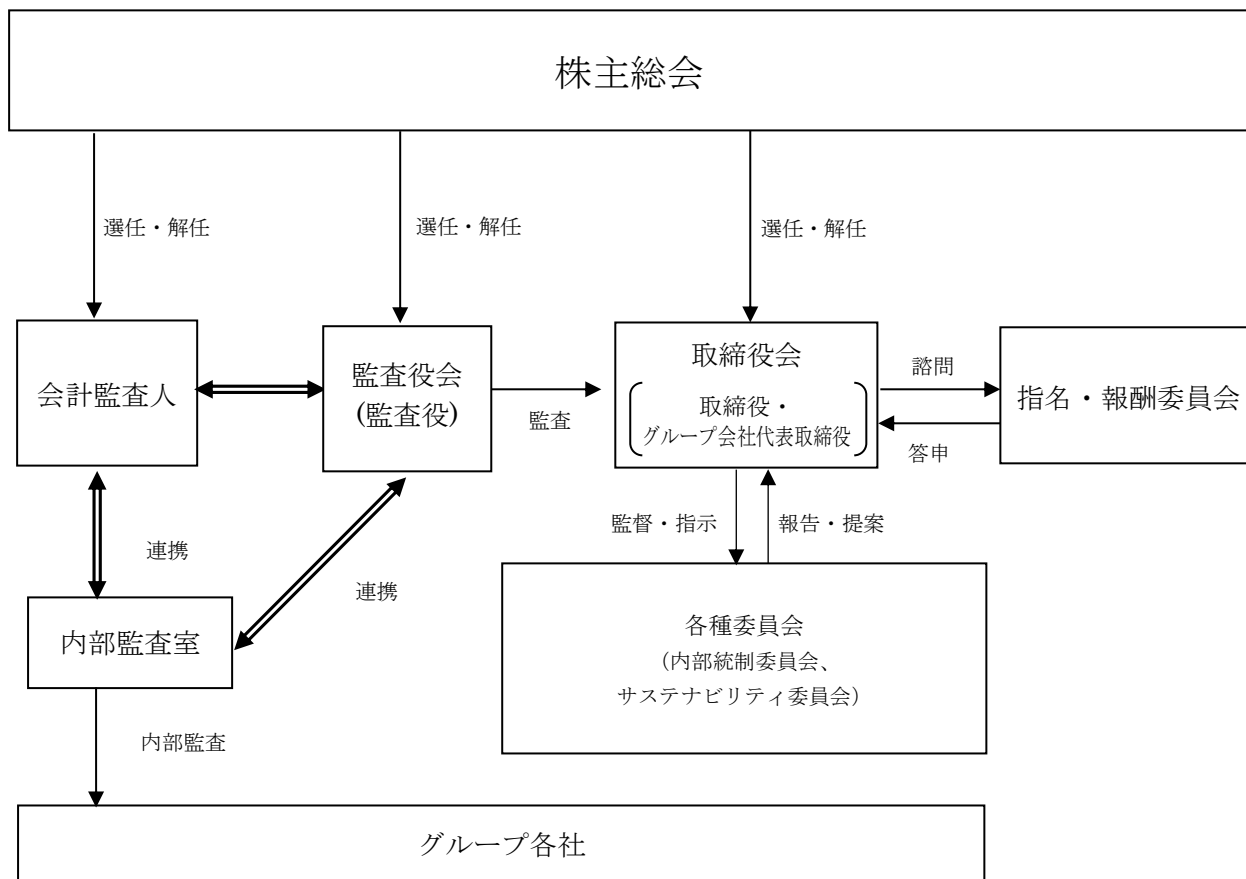 株主総会
選任・解任
選任・解任
選任・解任
会計監査人
監査役会
(監査役)
監査
取締役会
取締役・
グループ会社代表取締役
諮問
答申
指名・報酬委員会
連携
連携
監督・指示
報告・提案
内部監査室
各種委員会
（内部統制委員会、
サステナビリティ委員会）
内部監査
グループ各社